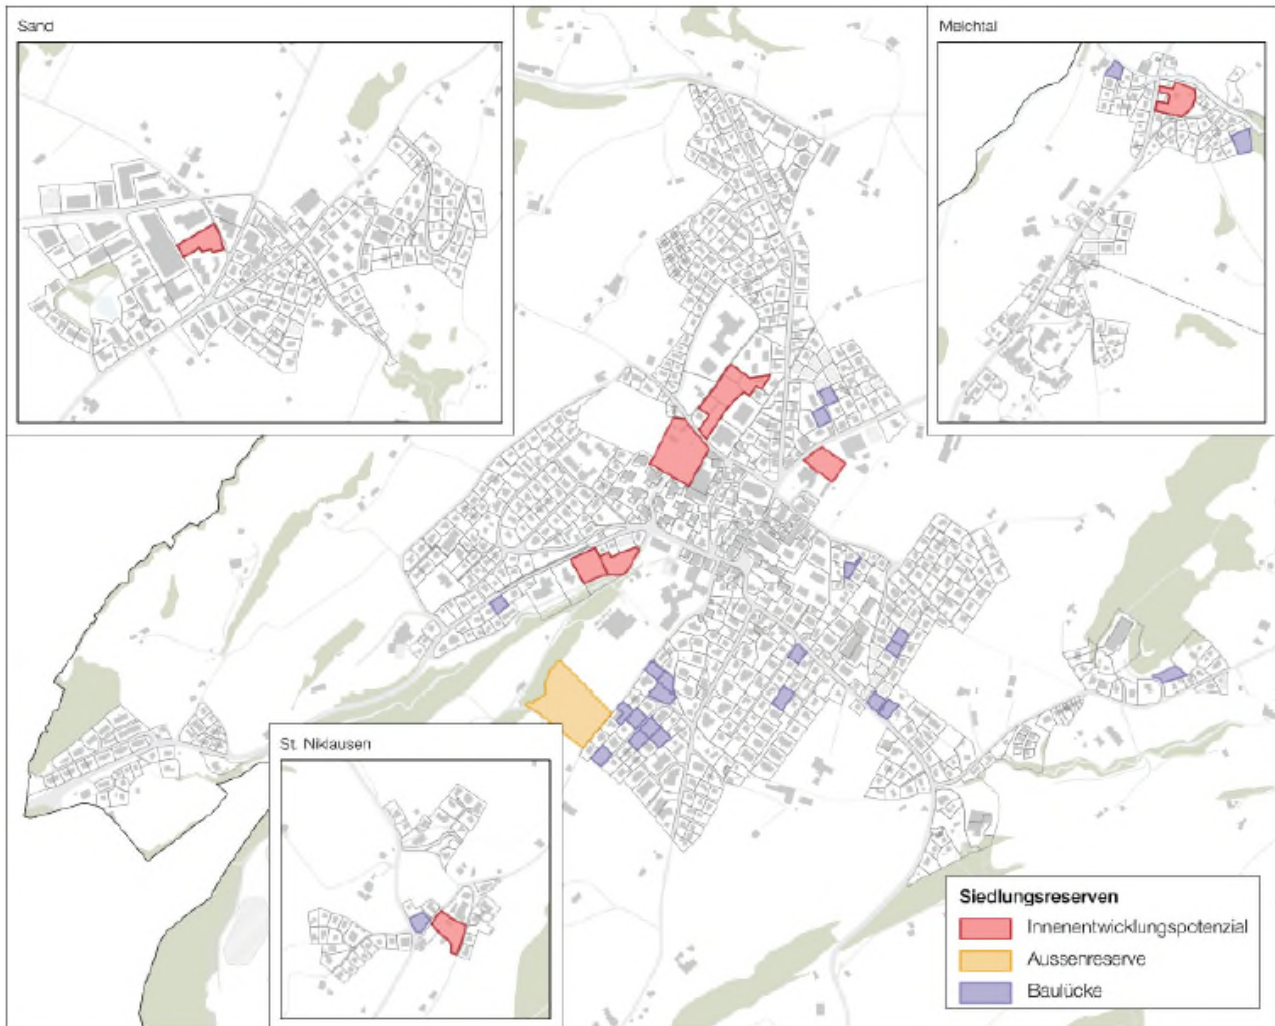 Sand
Melchtal
St. Niklausen
Siedlungsreserven
Innenentwicklungspotenzial
Aussenreserve
Baulücke